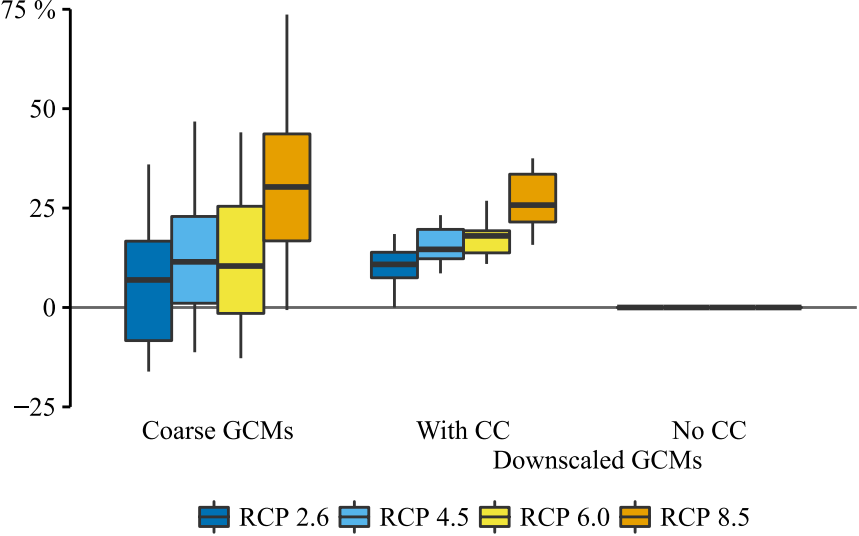 75 %
50
25
0
−25
Coarse GCMs With CC No CC
Downscaled GCMs
RCP 2.6 RCP 4.5 RCP 6.0 RCP 8.5